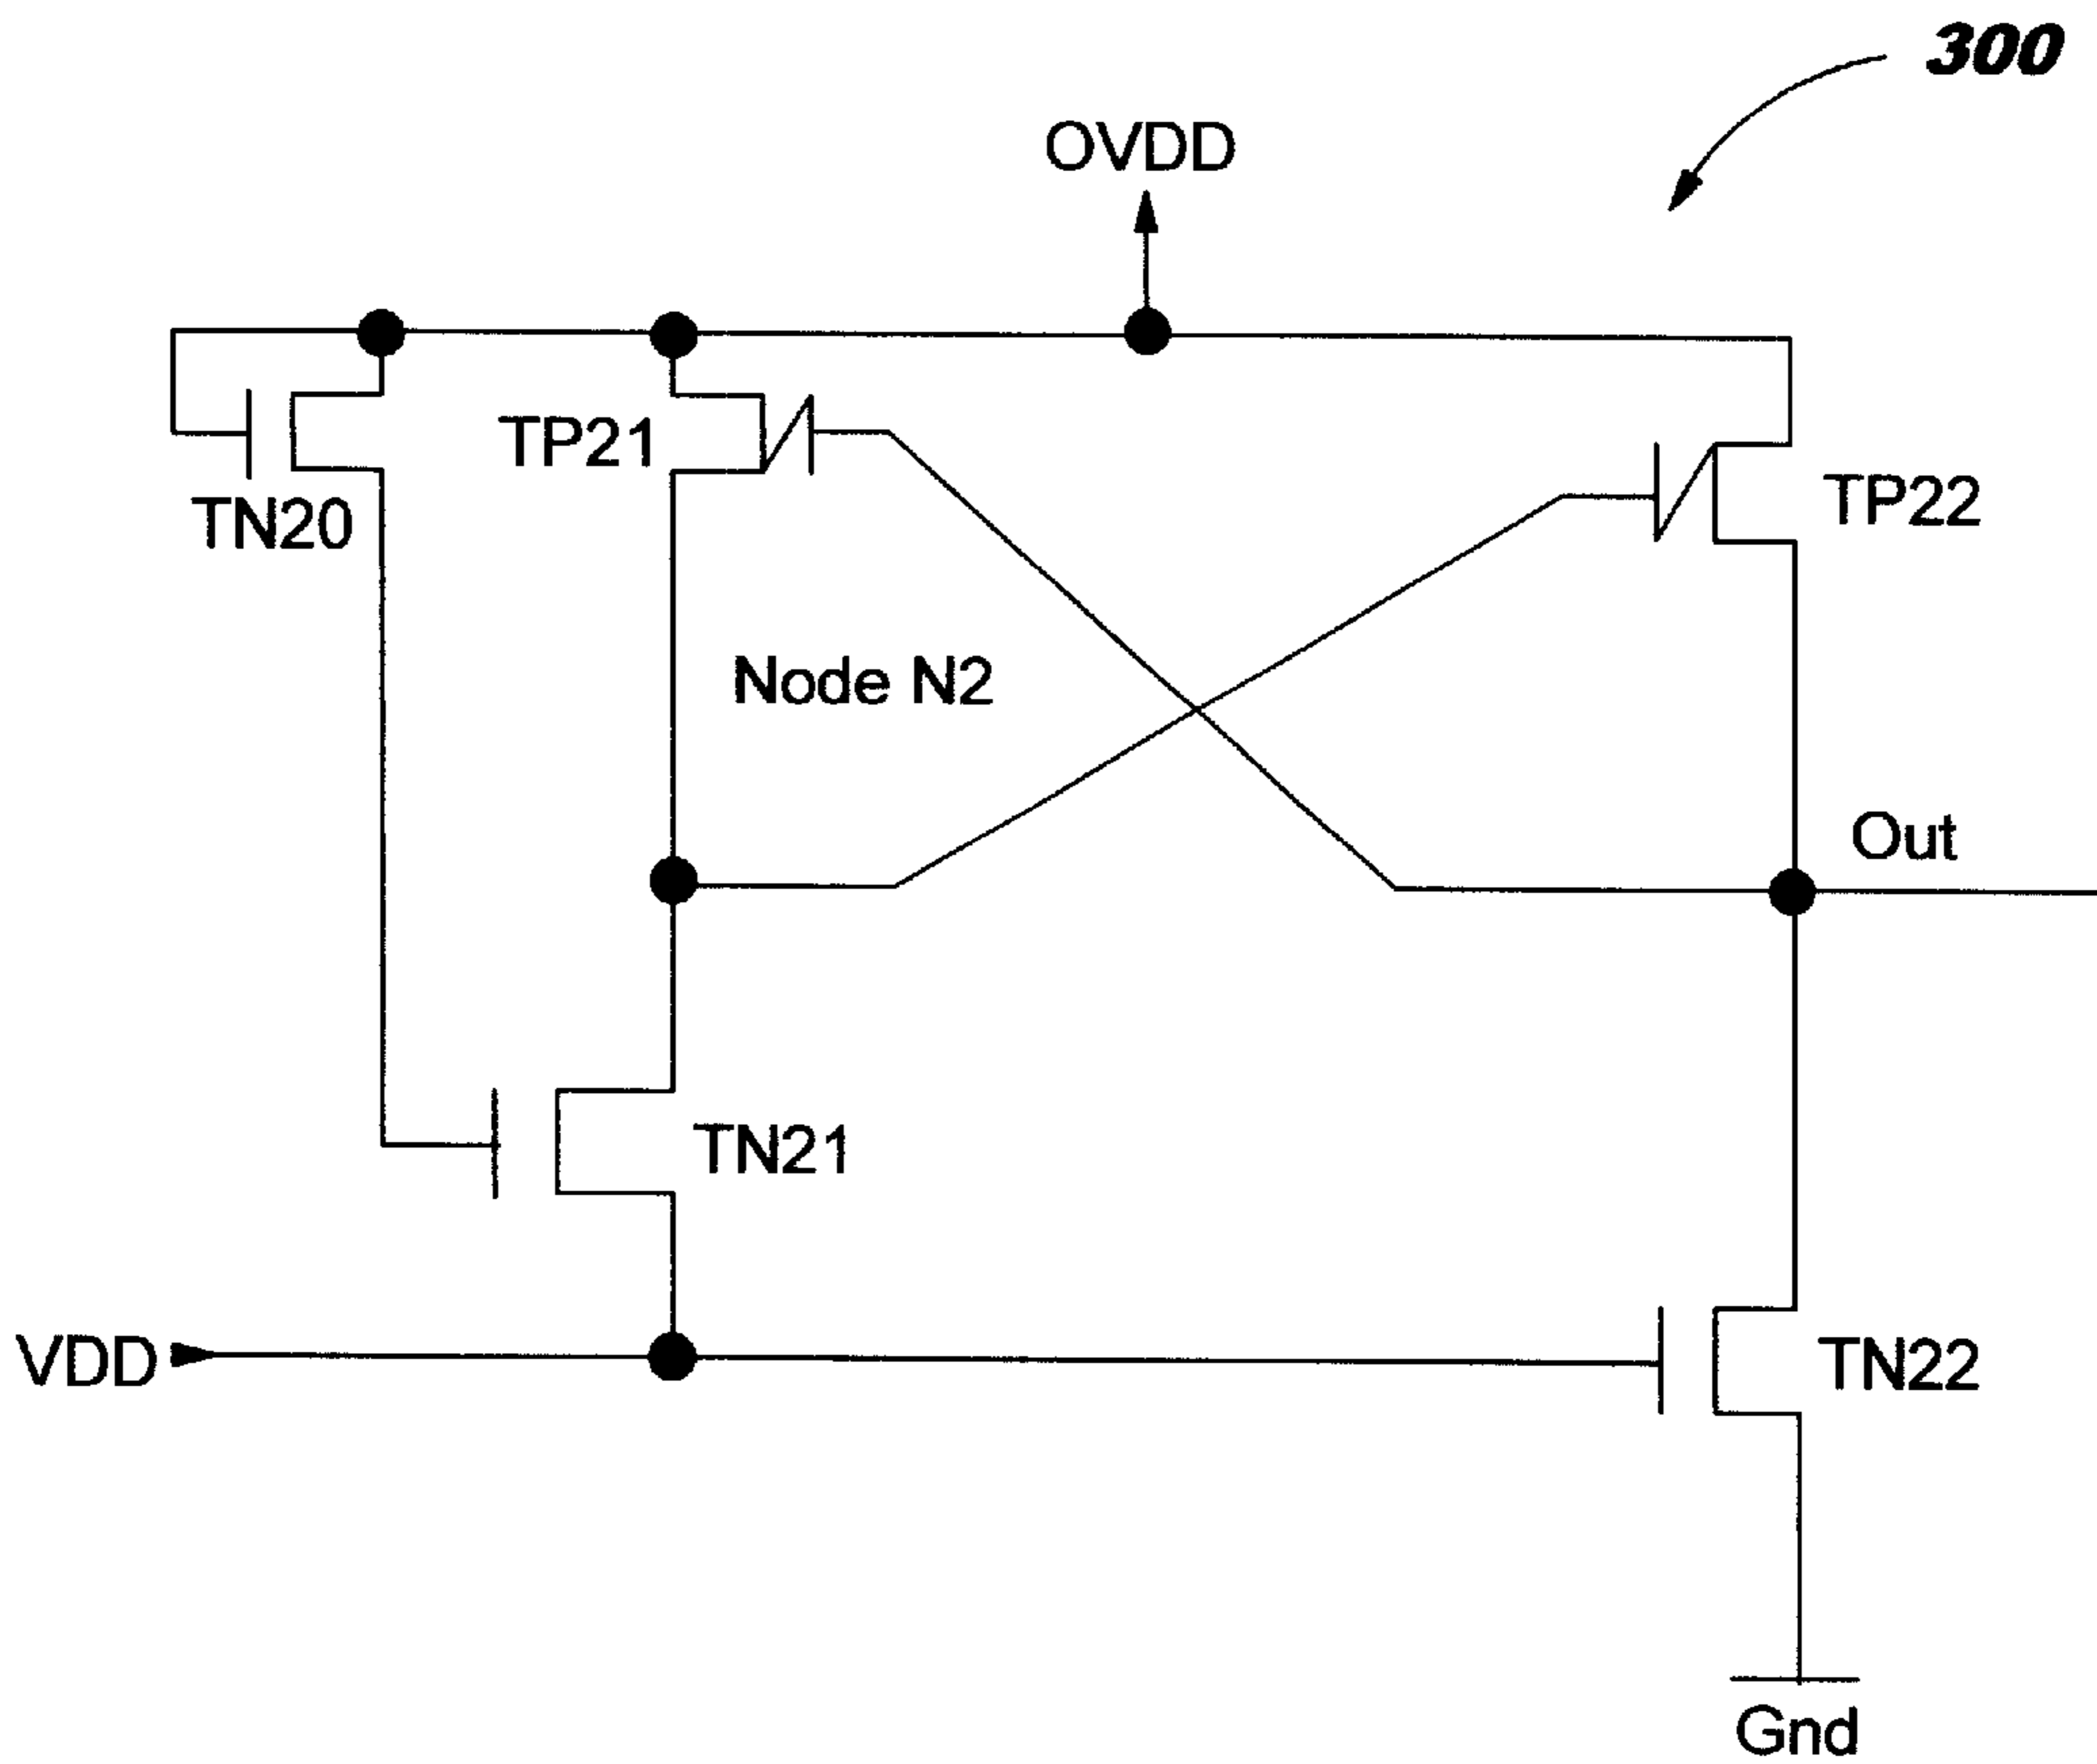 300
OVDD
TP21
TN20
TP22
Node N2
Out
TN21
VDD
TN22
Gnd